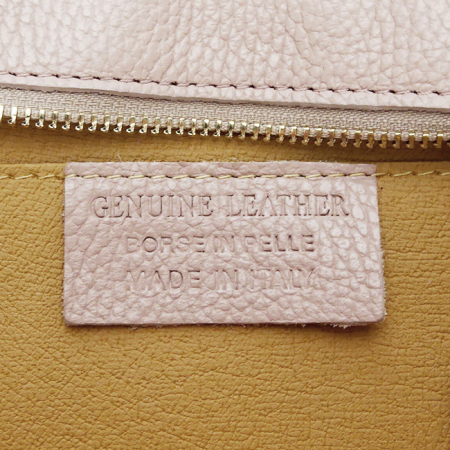 GENUINE LEATHER
BORSE IN PELLE
MADE IN ITALY